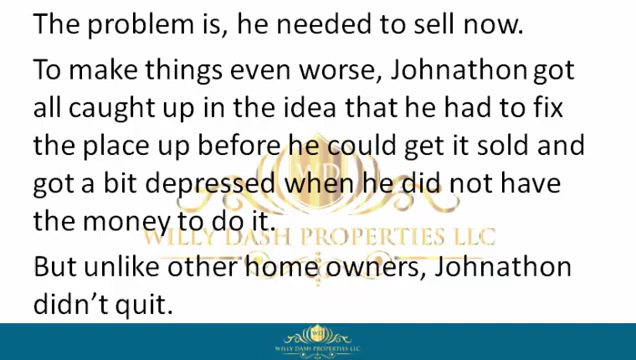 The problem is, he needed to sell now.
To make things even worse, Johnathon got
all caught up in the idea that he had to fix
the place up before he could get it sold and
got a bit depressed when he did not have
the money to do it.
WILLY DASH PROPERTIES LLC
But unlike other home owners, Johnathon
didn’t quit.
WILLY DASH PROPERTIES LLC